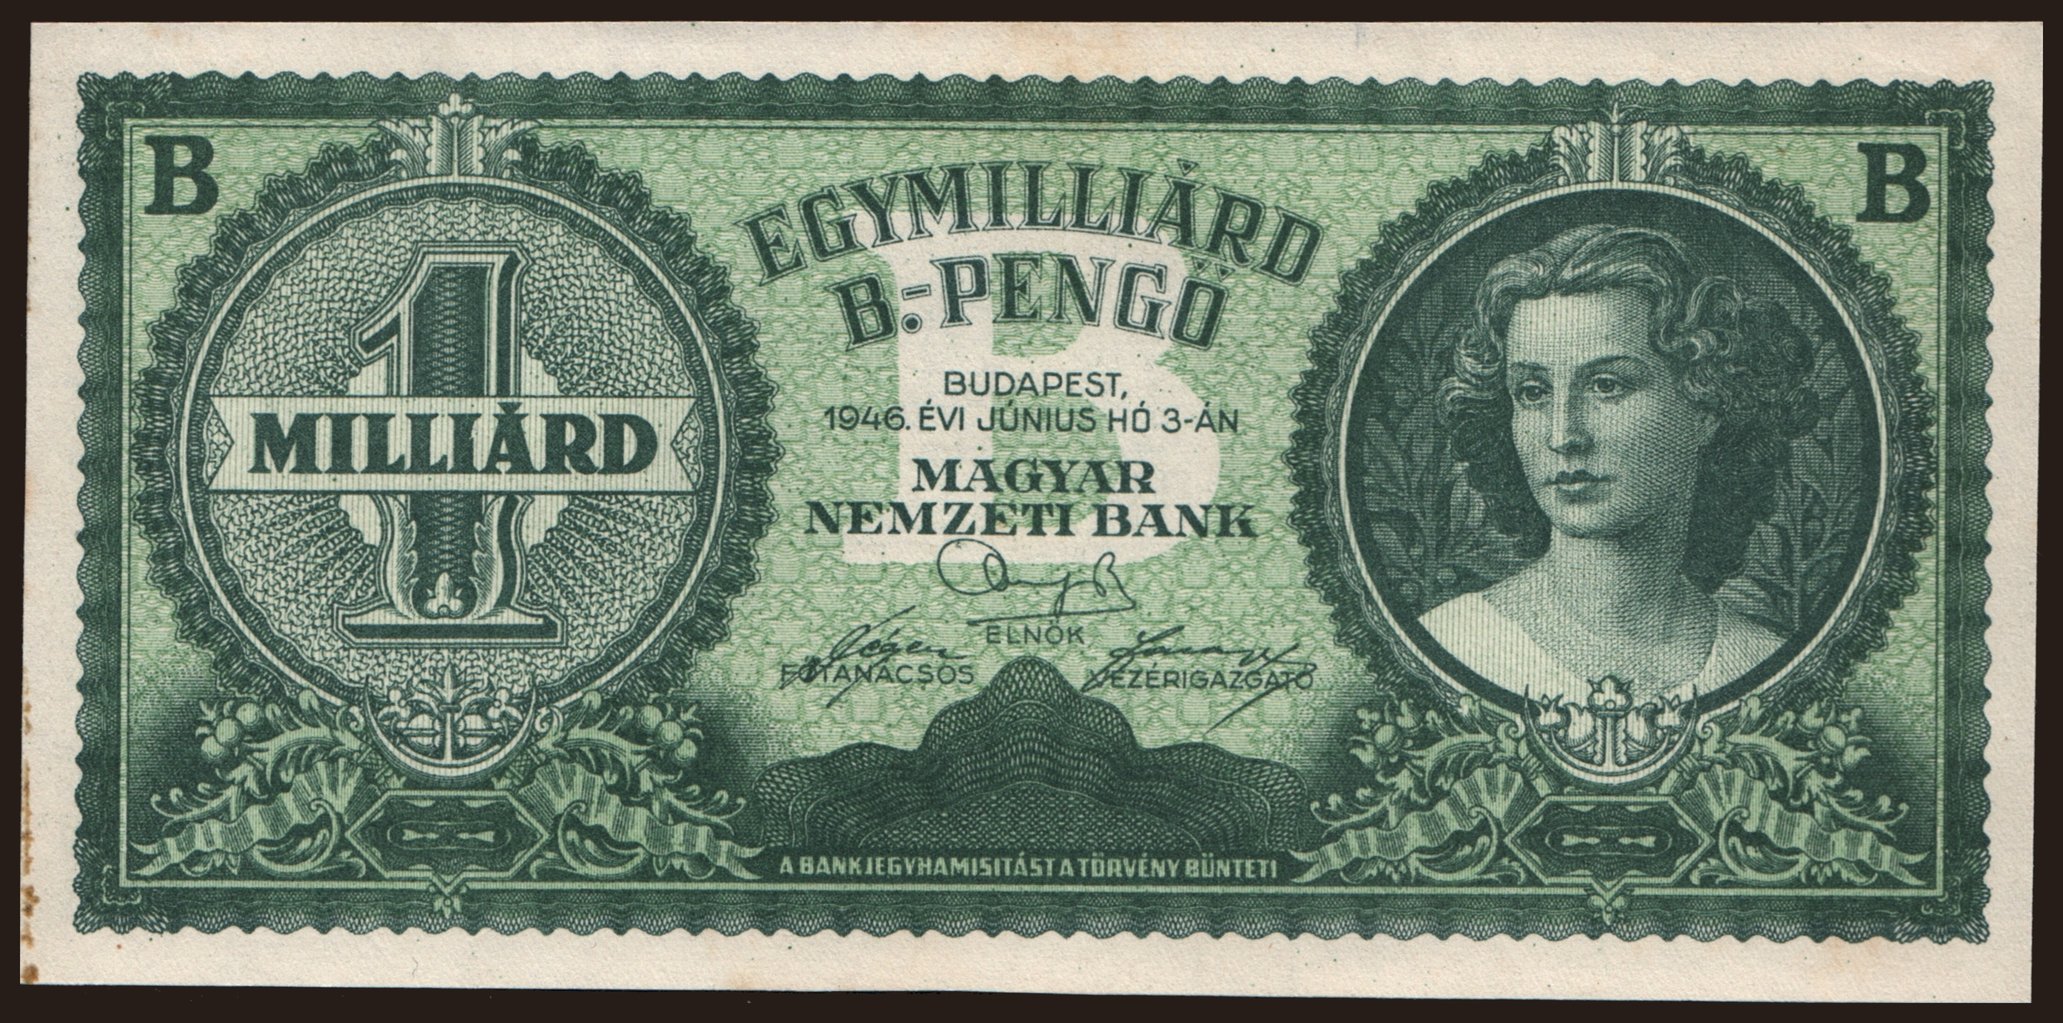 B
B
EGYMILLIÁRD
B.-PENGŐ
1
MILLIÁRD
BUDAPEST,
1946. ÉVI JÚNIUS HÓ 3-ÁN
MAGYAR
NEMZETI BANK
B
ELNÖK
FŐTANÁCSOS
VEZÉRIGAZGATÓ
A BANKJEGYHAMISITÁST A TÖRVÉNY BÜNTETI